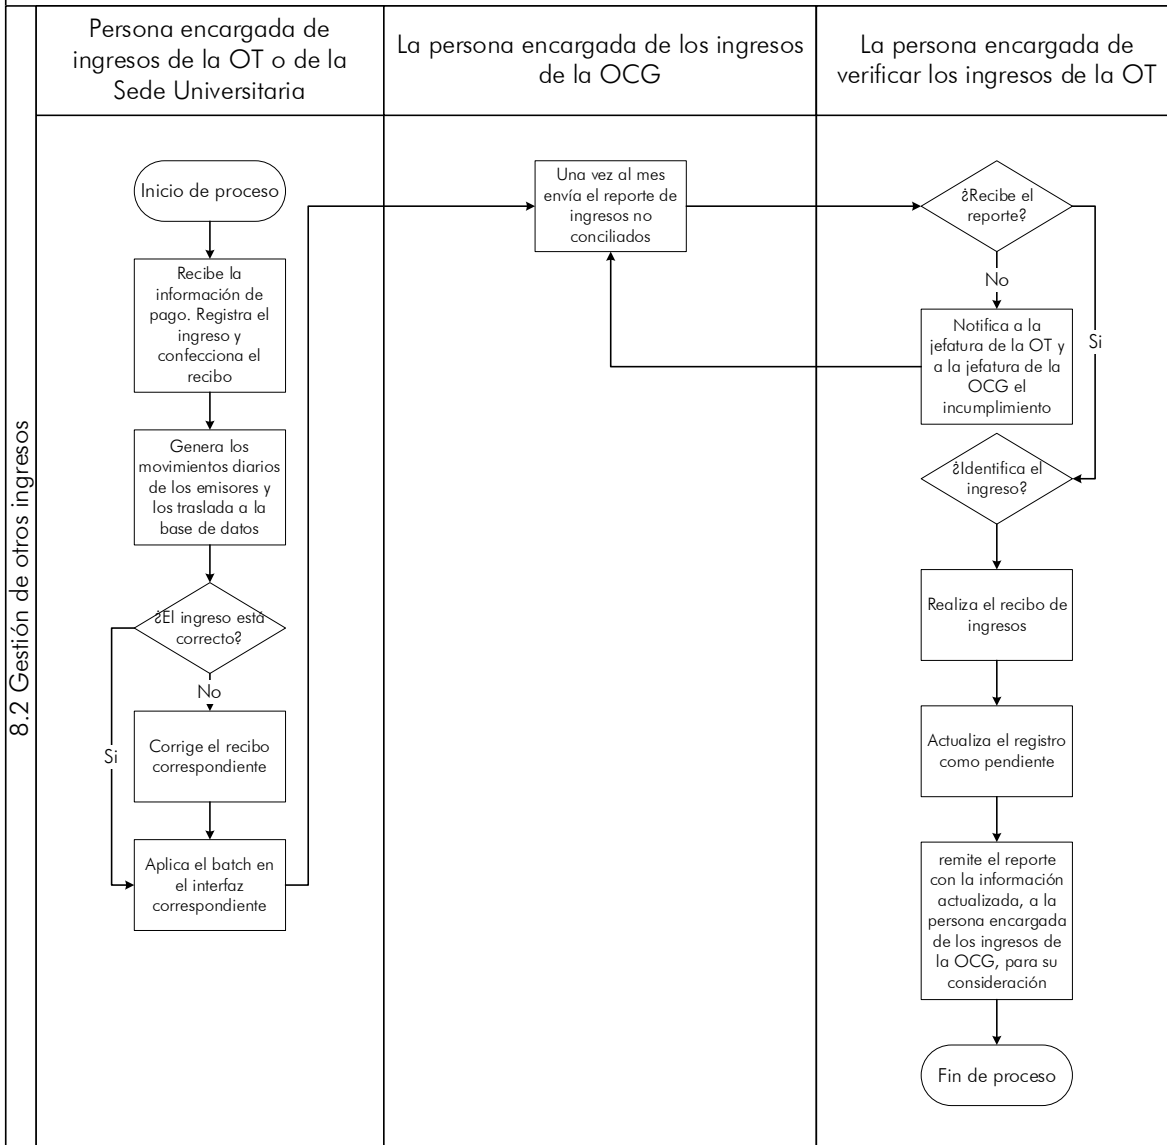 8.2 Gestión de otros ingresos
Persona encargada de
ingresos de la OT o de la
Sede Universitaria
La persona encargada de los ingresos
de la OCG
La persona encargada de
verificar los ingresos de la OT
Inicio de proceso
Recibe la
información de
pago. Registra el
ingreso y
confecciona el
recibo
Genera los
movimientos diarios
de los emisores y
los traslada a la
base de datos
¿El ingreso está
correcto?
No
Si
Corrige el recibo
correspondiente
Aplica el batch en
el interfaz
correspondiente
Una vez al mes
envía el reporte de
ingresos no
conciliados
¿Recibe el
reporte?
No
Si
Notifica a la
jefatura de la OT y
a la jefatura de la
OCG el
incumplimiento
¿Identifica el
ingreso?
Realiza el recibo de
ingresos
Actualiza el registro
como pendiente
remite el reporte
con la información
actualizada, a la
persona encargada
de los ingresos de
la OCG, para su
consideración
Fin de proceso